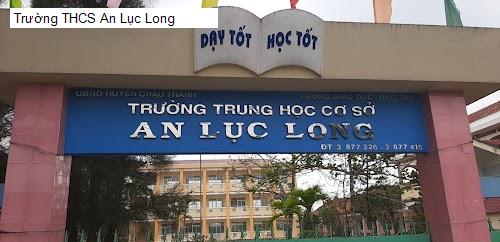 Trường THCS An Lục Long
DẠY TỐT HỌC TỐT
UBND HUYỆN CHÂU THÀNH PHÒNG GIÁO DỤC - ĐÀO TẠO
TRƯỜNG TRUNG HỌC CƠ SỞ
AN LỤC LONG
ĐT 3 877 226 - 3 877 415